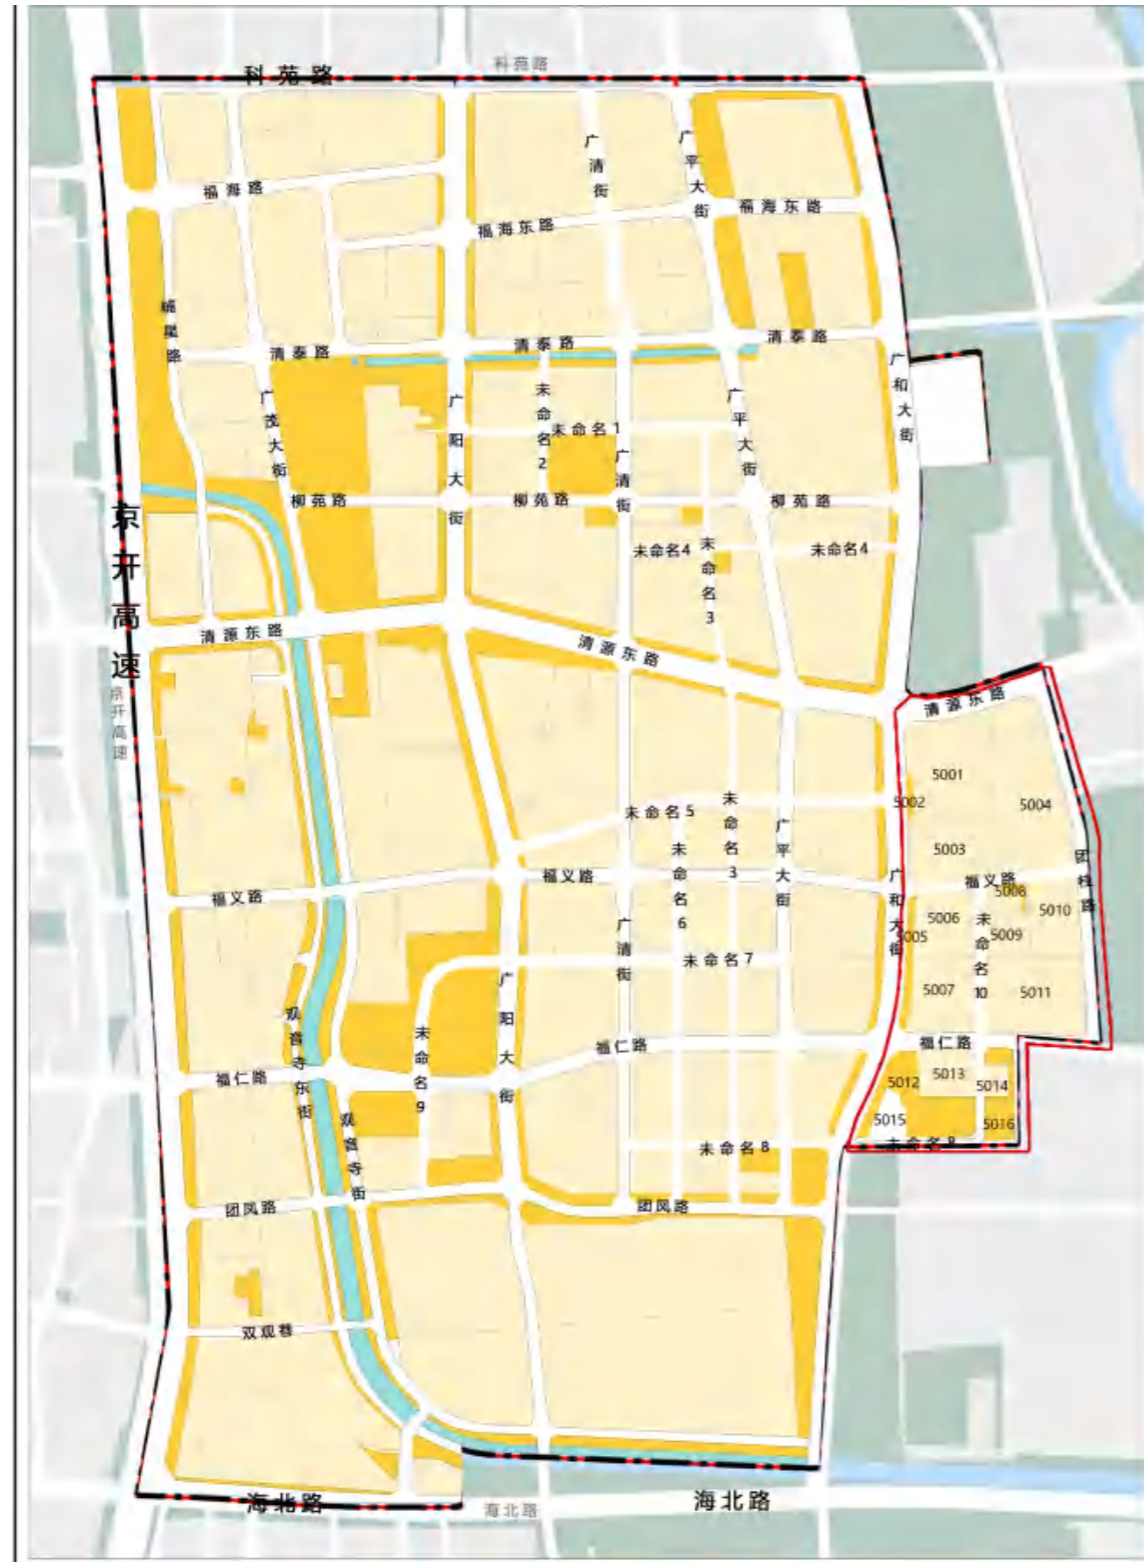 科苑路
科苑路
广清街
广平大街
福海路
福海东路
福海东路
清泰路
清泰路
清泰路
广茂大街
广阳大街
未命名2
未命名1
广清街
广平大街
广和大街
柳苑路
柳苑路
柳苑路
未命名4
未命名3
未命名4
京开高速
京开高速
清源东路
清源东路
清源东路
5001
5002
5004
未命名5
未命名3
广平大街
5003
未命名6
福义路
福义路
福义路
团桂路
5008
广和大街
5006
5010
5005
5009
未命名10
广清街
未命名7
5007
5011
广阳大街
观音寺东街
未命名9
福仁路
福仁路
福仁路
5012
5013
5014
5015
5016
观音寺街
未命名8
未命名8
团凤路
团凤路
双观巷
海北路
海北路
海北路